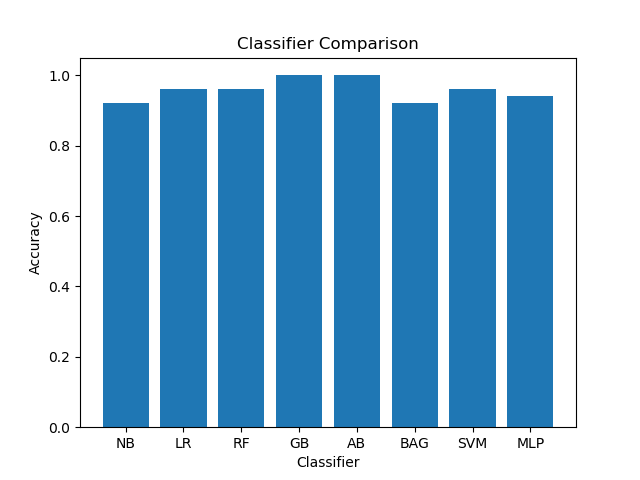 Classifier Comparison
1.0
0.8
0.6
0.4
0.2
0.0
Accuracy
NB LR RF GB AB BAG SVM MLP
Classifier